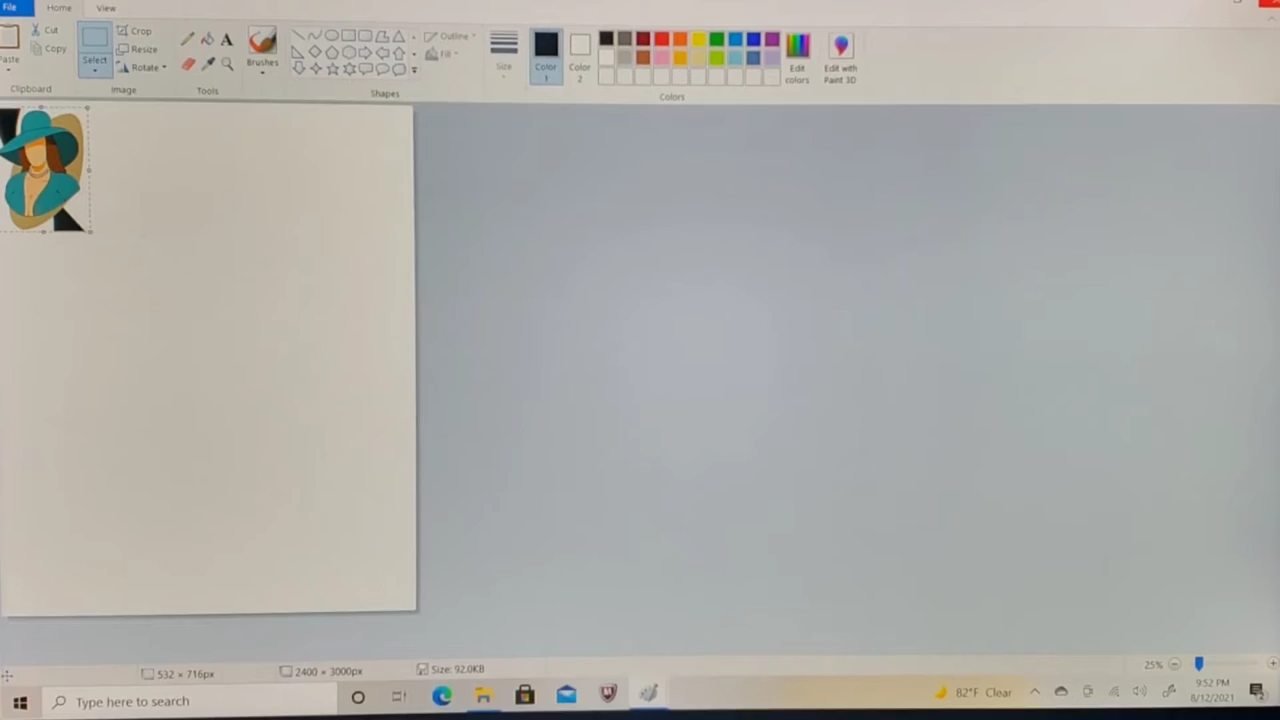 File Home View
Cut
Copy
Paste
Clipboard
Select
Crop
Resize
Rotate
Image
Tools
Brushes
Outline
Fill
Shapes
Size
Color
1
Color
2
Edit
colors
Edit with
Paint 3D
Colors
532 × 716px
2400 × 3000px
Size: 92.0KB
25%
Type here to search
82°F Clear
9:52 PM
8/12/2021